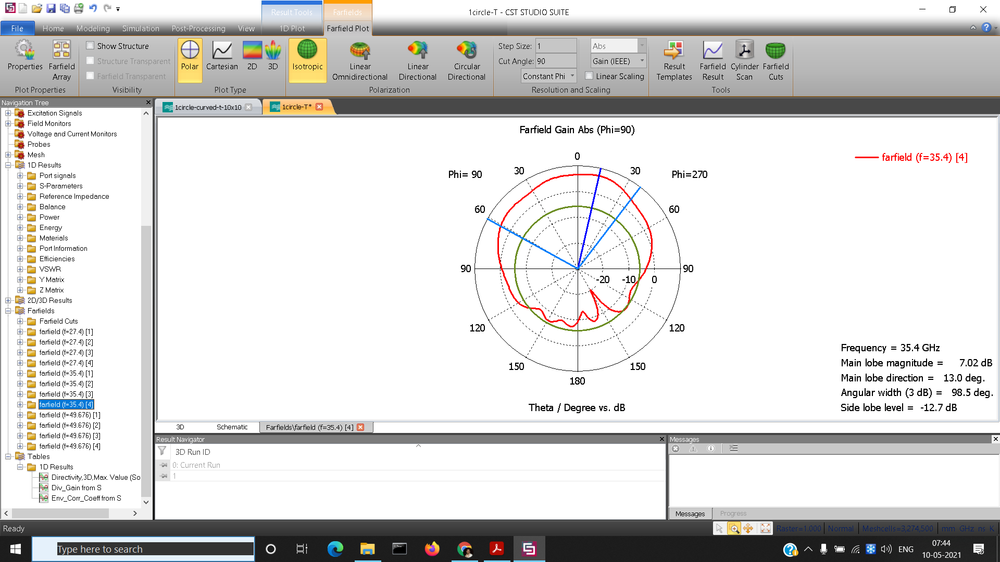 1circle-T - CST STUDIO SUITE
Result Tools
Farfields
File
Home
Modeling
Simulation
Post-Processing
View
1D Plot
Farfield Plot
Properties
Farfield Array
Plot Properties
Show Structure
Structure Transparent
Farfield Transparent
Visibility
Polar
Cartesian
2D
3D
Plot Type
Isotropic
Linear Omnidirectional
Linear Directional
Circular Directional
Polarization
Step Size: 1
Cut Angle: 90
Constant Phi
Abs
Gain (IEEE)
Linear Scaling
Resolution and Scaling
Result Templates
Farfield Result
Cylinder Scan
Farfield Cuts
Tools
Navigation Tree
Excitation Signals
Field Monitors
Voltage and Current Monitors
Probes
Mesh
1D Results
Port signals
S-Parameters
Reference Impedance
Balance
Power
Energy
Materials
Port Information
Efficiencies
VSWR
Y Matrix
Z Matrix
2D/3D Results
Farfields
Farfield Cuts
farfield (f=27.4) [1]
farfield (f=27.4) [2]
farfield (f=27.4) [3]
farfield (f=27.4) [4]
farfield (f=35.4) [1]
farfield (f=35.4) [2]
farfield (f=35.4) [3]
farfield (f=35.4) [4]
farfield (f=49.676) [1]
farfield (f=49.676) [2]
farfield (f=49.676) [3]
farfield (f=49.676) [4]
Tables
1D Results
Directivity,3D,Max. Value (So
Div_Gain from S
Env_Corr_Coeff from S
1circle-curved-t-10x10
1circle-T*
Farfield Gain Abs (Phi=90)
farfield (f=35.4) [4]
0
Phi= 90
30
30
Phi=270
60
60
90
-20
-10
0
90
120
120
150
150
180
Theta / Degree vs. dB
Frequency = 35.4 GHz
Main lobe magnitude = 7.02 dB
Main lobe direction = 13.0 deg.
Angular width (3 dB) = 98.5 deg.
Side lobe level = -12.7 dB
3D
Schematic
Farfields\farfield (f=35.4) [4]
Result Navigator
3D Run ID
0: Current Run
1
Messages
Messages
Progress
Ready
Raster=1.000
Normal
Meshcells=3,274,500
mm GHz ns K
Type here to search
ENG
07:44
10-05-2021